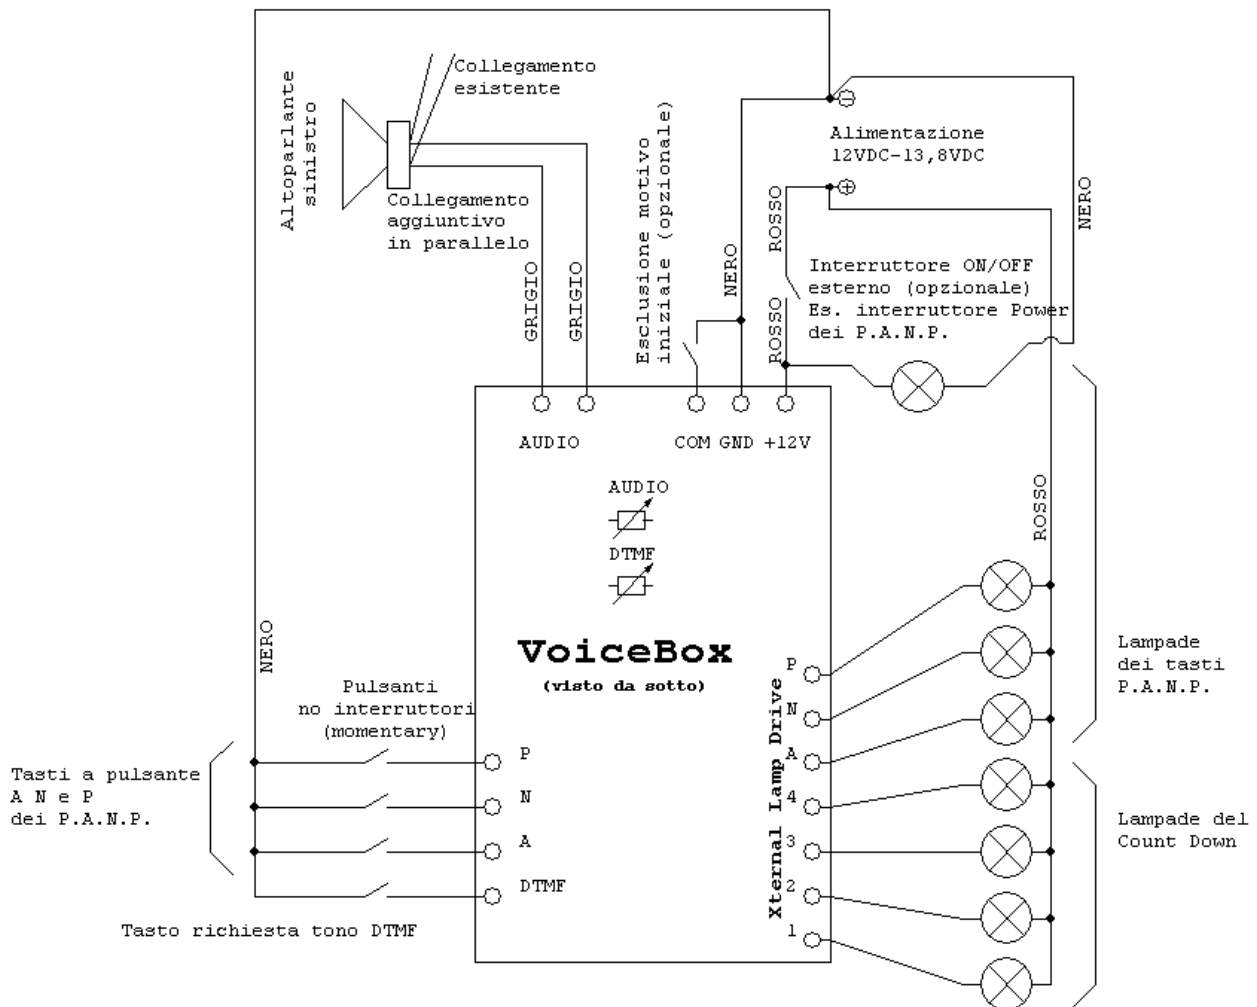 Altoparlante
sinistro
Collegamento
esistente
Collegamento
aggiuntivo
in parallelo
GRIGIO
GRIGIO
Esclusione motivo
iniziale (opzionale)
NERO
Alimentazione
12VDC-13,8VDC
ROSSO
ROSSO
NERO
Interruttore ON/OFF
esterno (opzionale)
Es. interruttore Power
dei P.A.N.P.
AUDIO
COM GND +12V
AUDIO
DTMF
VoiceBox
(visto da sotto)
ROSSO
NERO
Pulsanti
no interruttori
(momentary)
Tasti a pulsante
A N e P
dei P.A.N.P.
P
N
A
DTMF
Tasto richiesta tono DTMF
Xternal Lamp Drive
P
N
A
4
3
2
1
Lampade
dei tasti
P.A.N.P.
Lampade del
Count Down